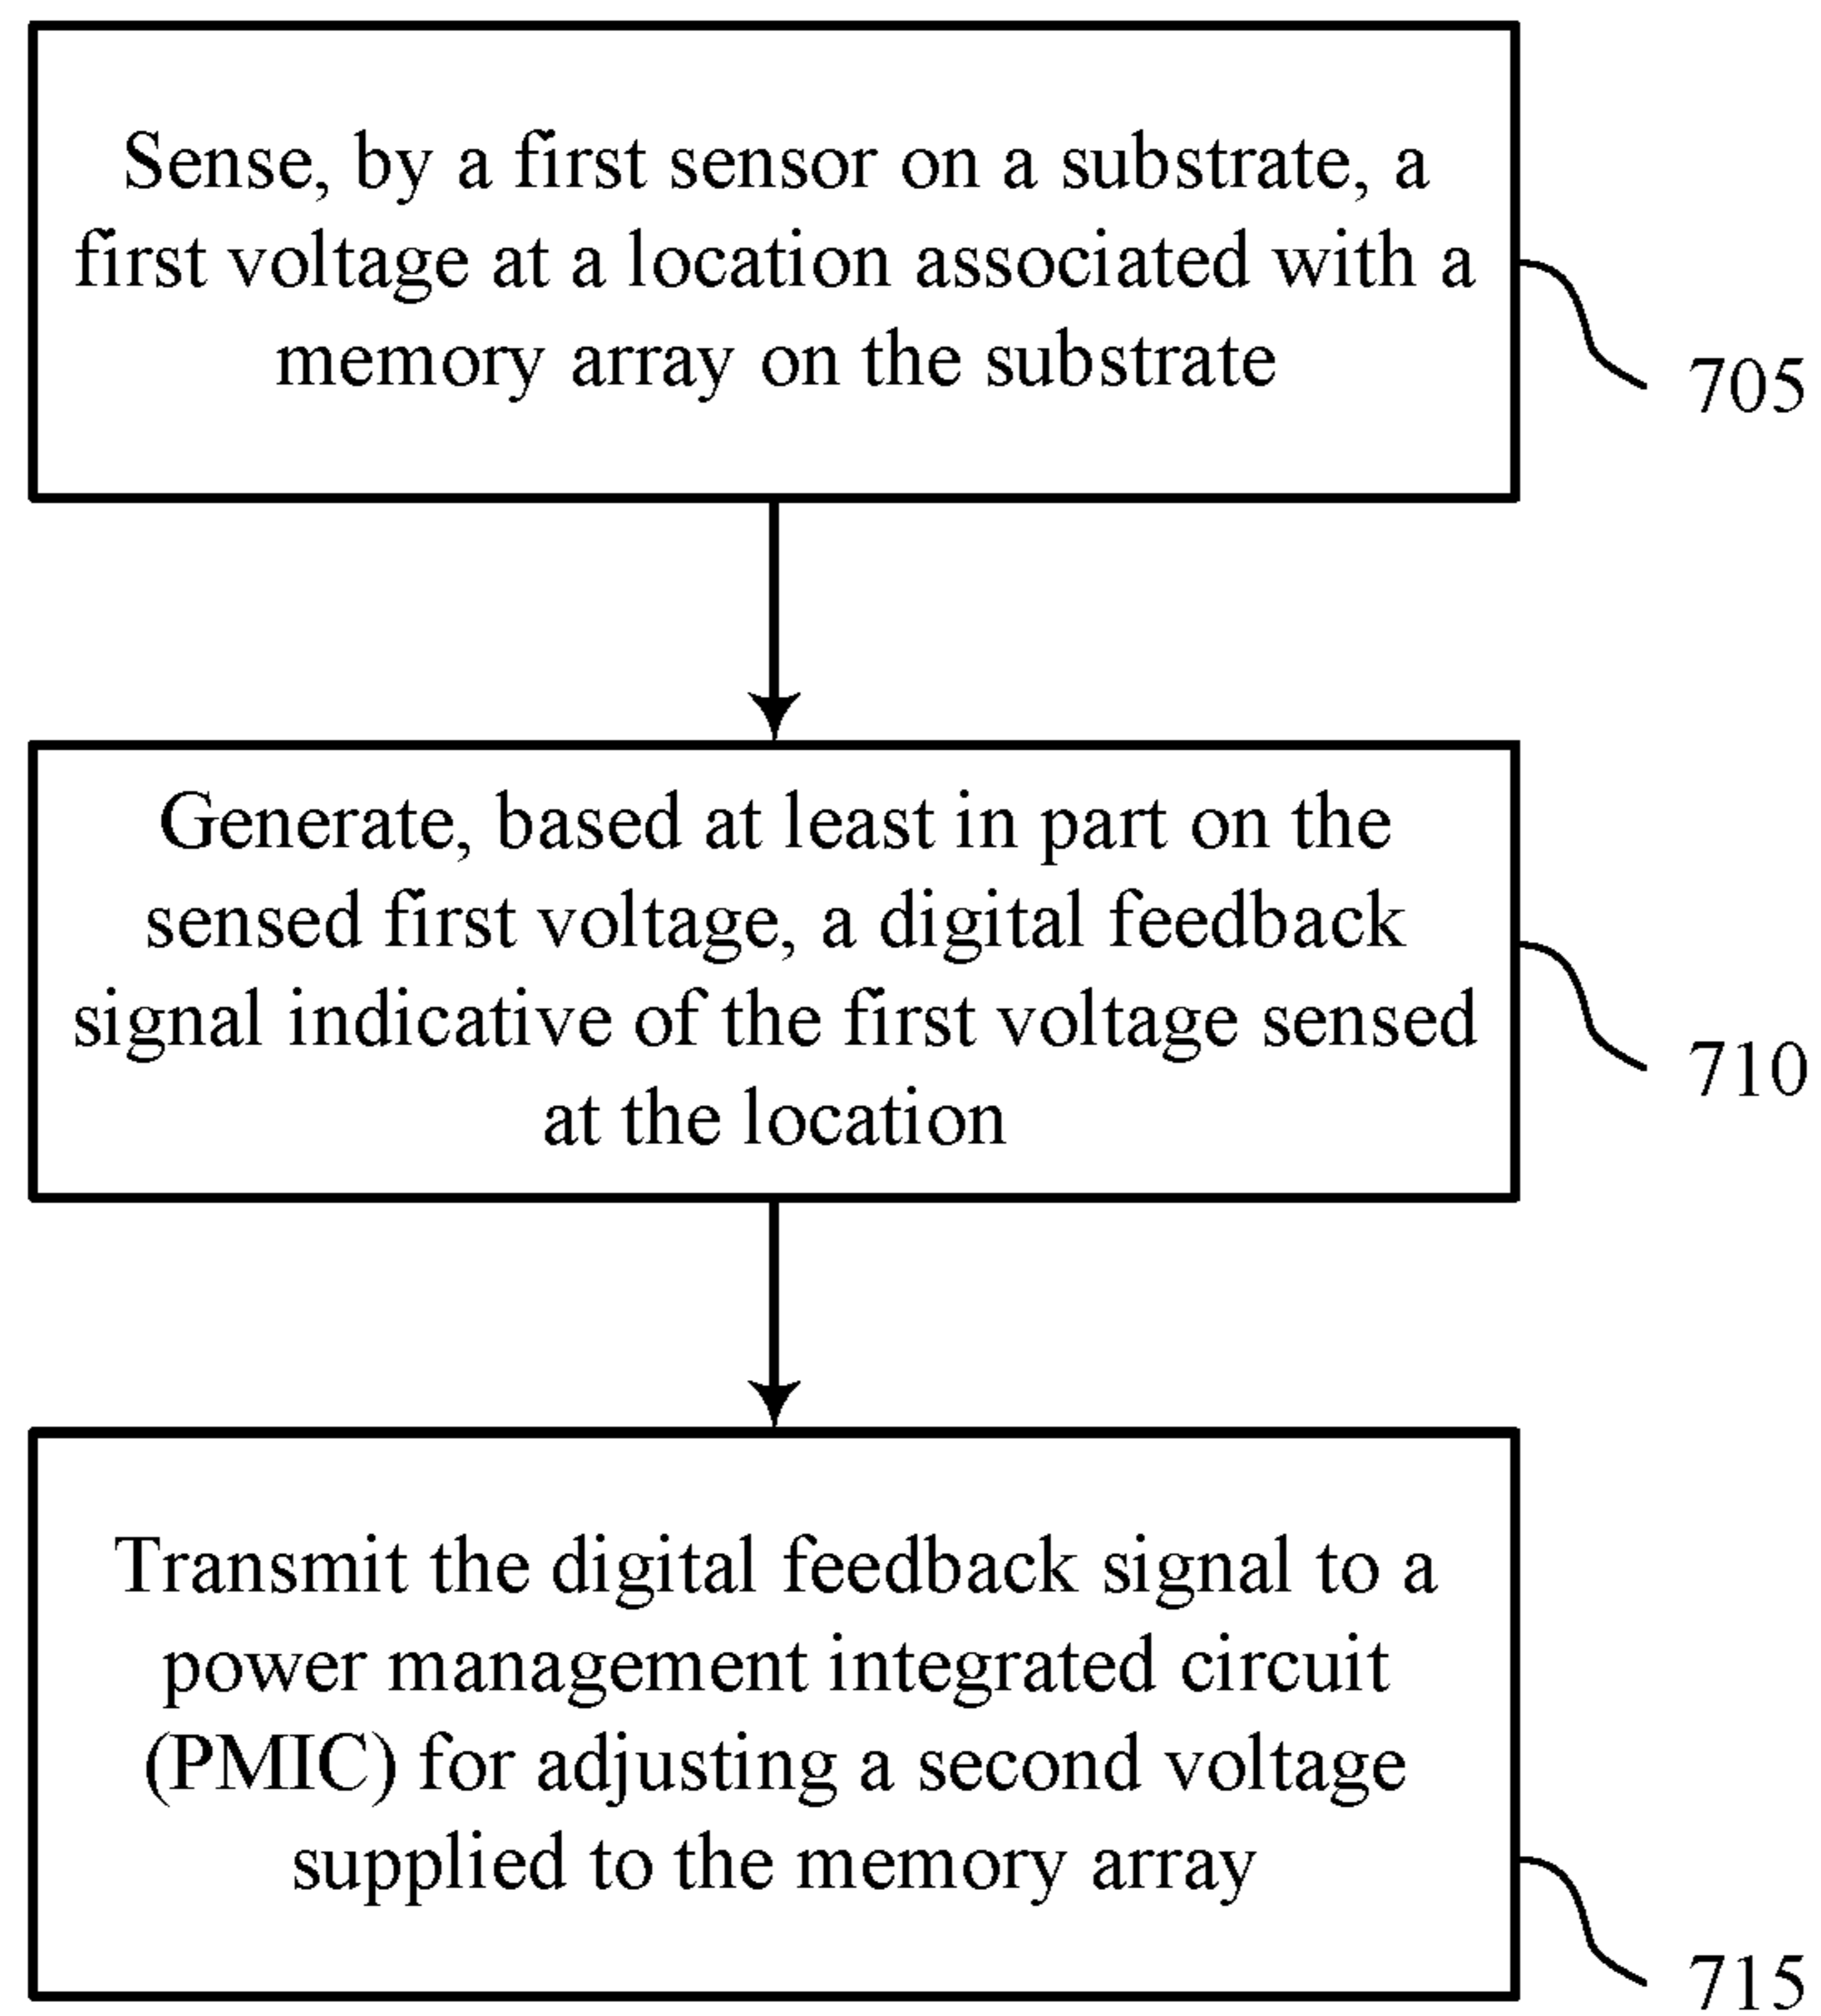 Sense, by a first sensor on a substrate, a
first voltage at a location associated with a
memory array on the substrate
705
Generate, based at least in part on the
sensed first voltage, a digital feedback
signal indicative of the first voltage sensed
at the location
710
Transmit the digital feedback signal to a
power management integrated circuit
(PMIC) for adjusting a second voltage
supplied to the memory array
715